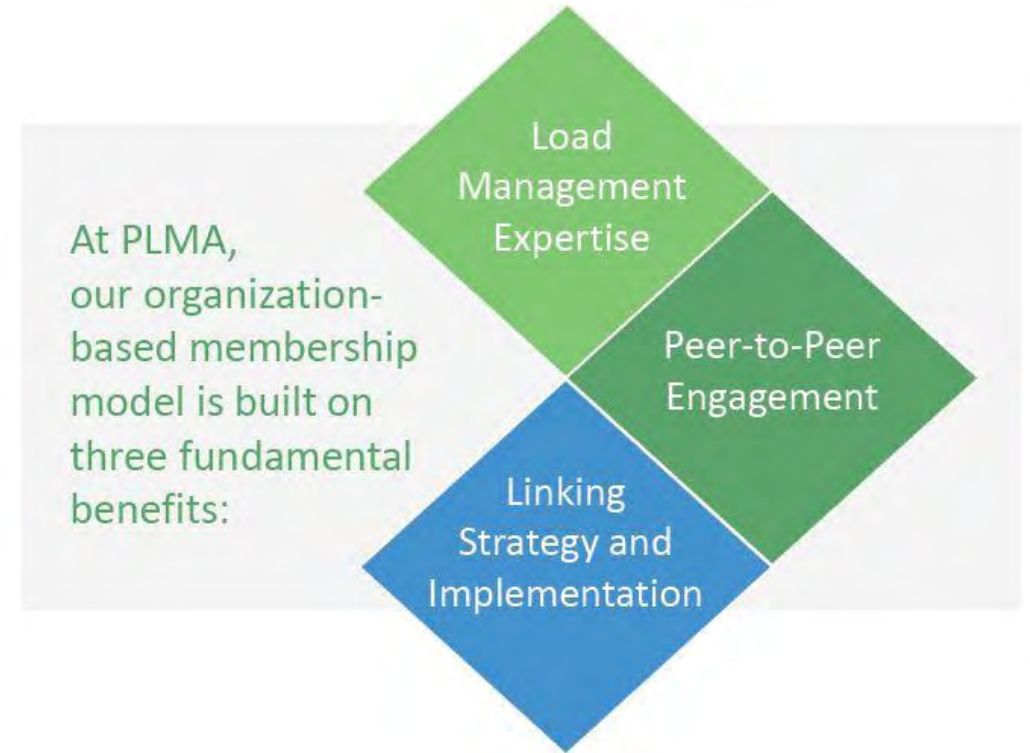 At PLMA,
our organization-
based membership
model is built on
three fundamental
benefits:
Load
Management
Expertise
Peer-to-Peer
Engagement
Linking
Strategy and
Implementation